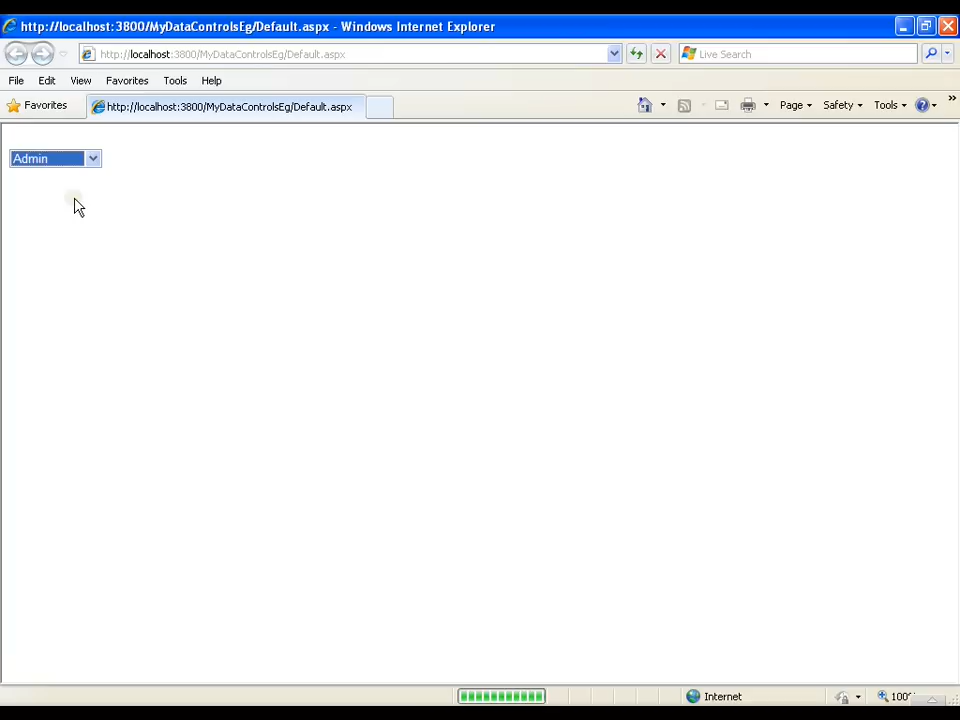 http://localhost:3800/MyDataControlsEg/Default.aspx - Windows Internet Explorer
http://localhost:3800/MyDataControlsEg/Default.aspx
Live Search
File Edit View Favorites Tools Help
Favorites
http://localhost:3800/MyDataControlsEg/Default.aspx
Page Safety Tools
Admin
Internet
100%